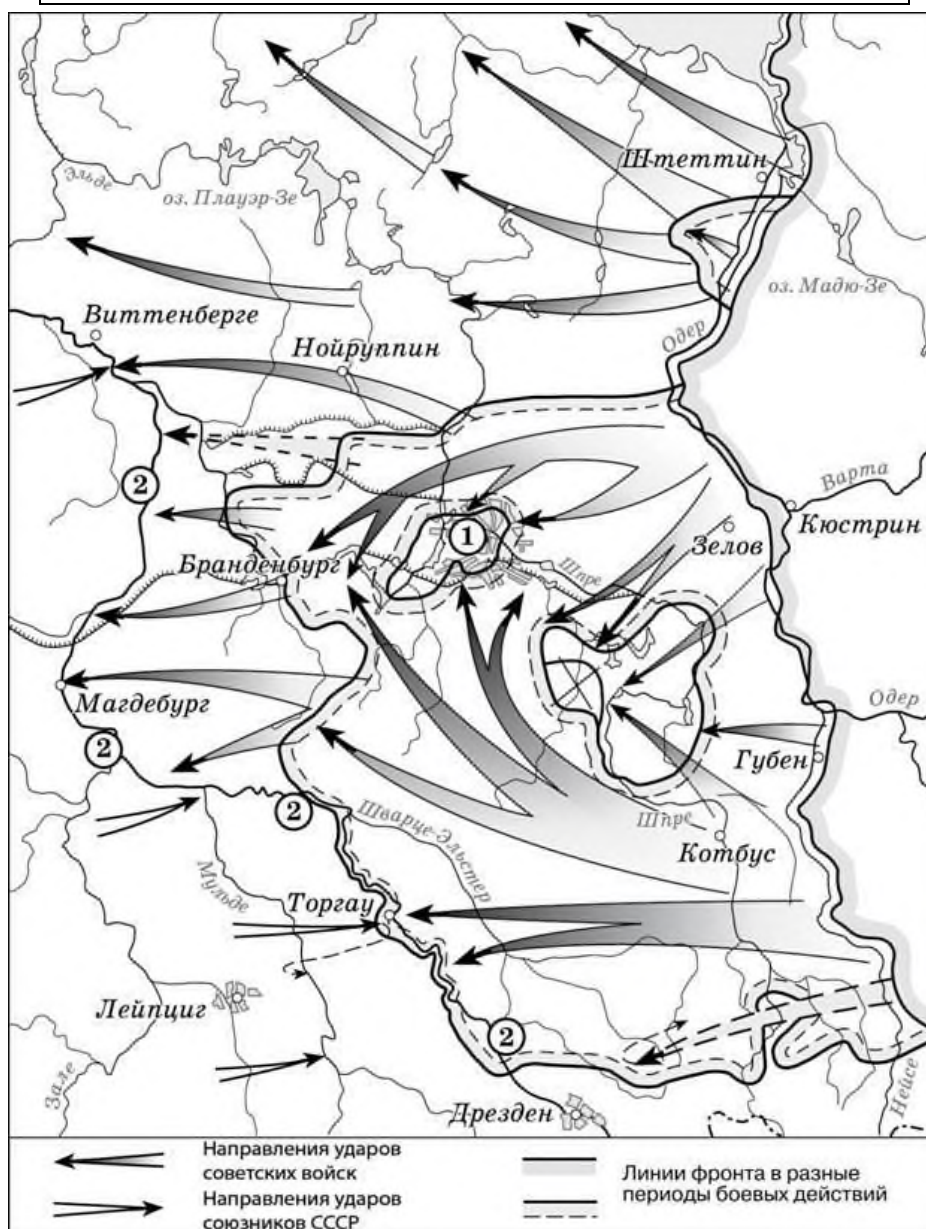 Штеттин
Эльде
оз. Плауэр-Зе
оз. Мадю-Зе
Виттенберге
Одер
Нойруппин
2
Варта
1
Кюстрин
Зелов
Шпре
Бранденбург
Магдебург
Одер
2
Губен
2
Шпре
Шварце-Эльстер
Котбус
Мульде
Торгау
Лейпциг
2
Зале
Нейсе
Дрезден
Направления ударов
советских войск
Направления ударов
союзников СССР
Линии фронта в разные
периоды боевых действий